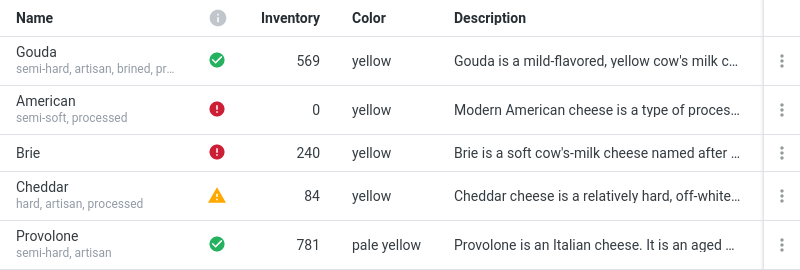 Name Inventory Color Description
Gouda
semi-hard, artisan, brined, pr…
569 yellow Gouda is a mild-flavored, yellow cow's milk c…
American
semi-soft, processed
0 yellow Modern American cheese is a type of proces…
Brie 240 yellow Brie is a soft cow's-milk cheese named after …
Cheddar
hard, artisan, processed
84 yellow Cheddar cheese is a relatively hard, off-white…
Provolone
semi-hard, artisan
781 pale yellow Provolone is an Italian cheese. It is an aged …